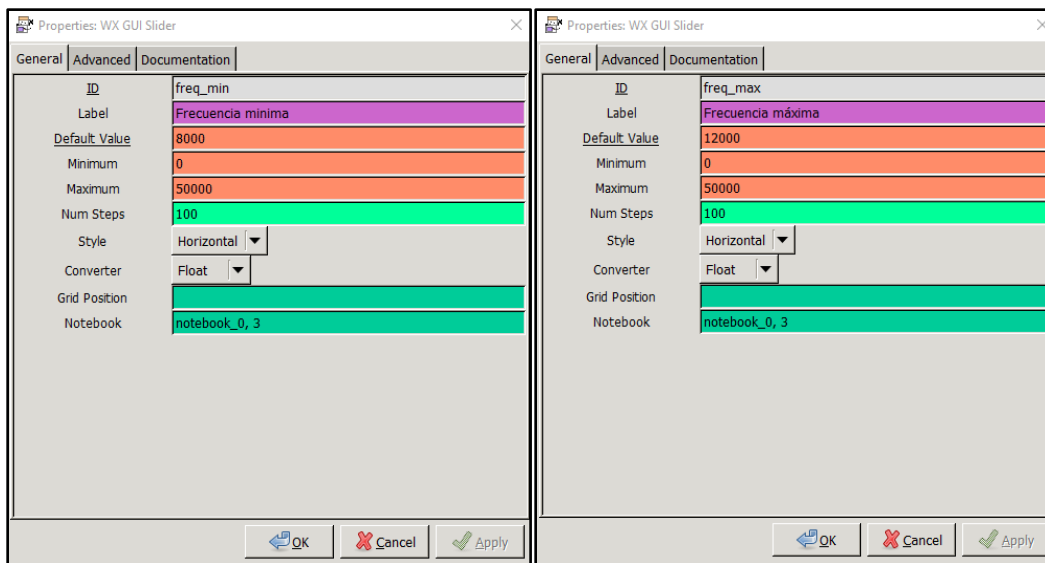 Properties: WX GUI Slider
General Advanced Documentation
ID freq_min
Label Frecuencia minima
Default Value 8000
Minimum 0
Maximum 50000
Num Steps 100
Style Horizontal
Converter Float
Grid Position
Notebook notebook_0, 3
OK Cancel Apply
Properties: WX GUI Slider
General Advanced Documentation
ID freq_max
Label Frecuencia máxima
Default Value 12000
Minimum 0
Maximum 50000
Num Steps 100
Style Horizontal
Converter Float
Grid Position
Notebook notebook_0, 3
OK Cancel Apply